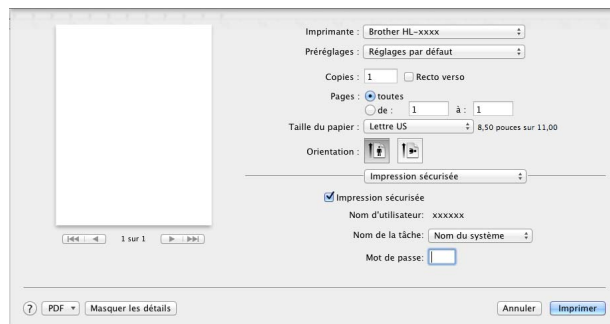 Imprimante : Brother HL-xxxx
Préréglages : Réglages par défaut
Copies : 1 Recto verso
Pages : toutes
de : 1 à : 1
Taille du papier : Lettre US 8,50 pouces sur 11,00
Orientation :
Impression sécurisée
Impression sécurisée
Nom d'utilisateur: xxxxxx
Nom de la tâche: Nom du système
Mot de passe:
1 sur 1
? PDF Masquer les détails Annuler Imprimer